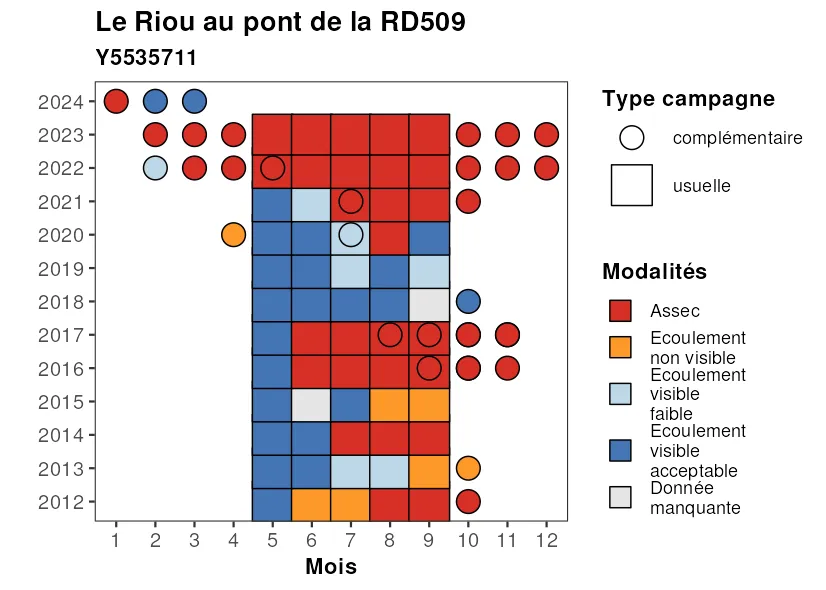 Le Riou au pont de la RD509
Y5535711
2024
2023
2022
2021
2020
2019
2018
2017
2016
2015
2014
2013
2012
1 2 3 4 5 6 7 8 9 10 11 12
Mois
Type campagne
complémentaire
usuelle
Modalités
Assec
Ecoulement
non visible
Ecoulement
visible
faible
Ecoulement
visible
acceptable
Donnée
manquante